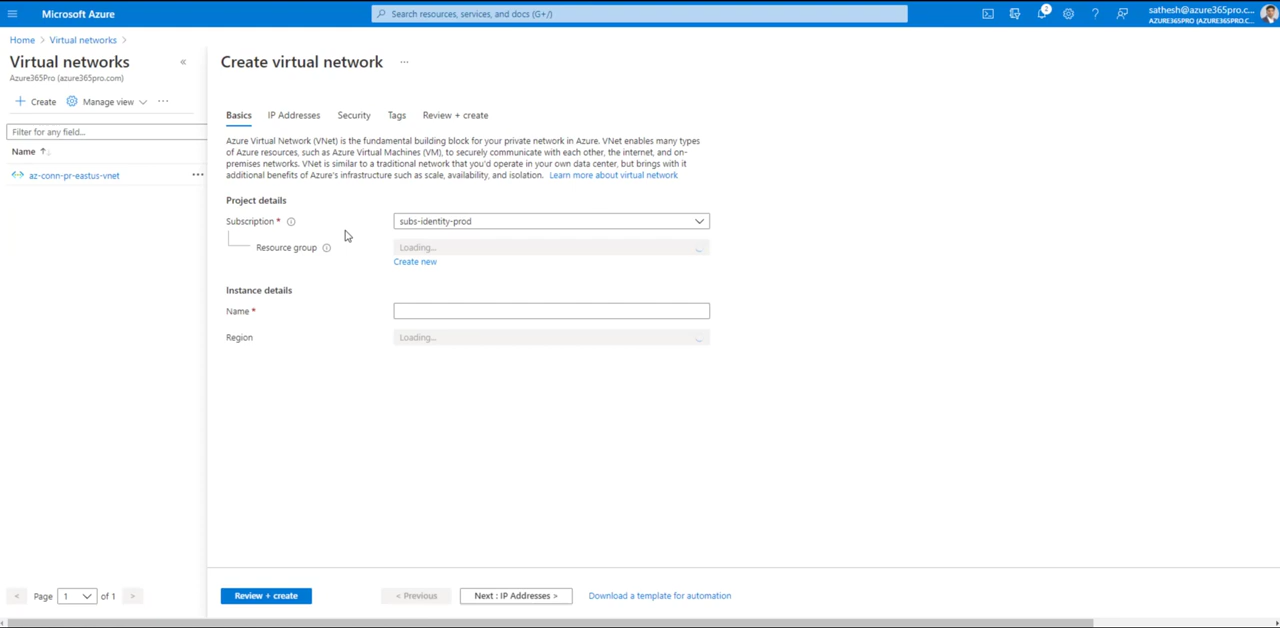 Microsoft Azure
Search resources, services, and docs (G+/)
2
sathesh@azure365pro.c...
AZURE365PRO (AZURE365PRO.C...
Home > Virtual networks >
Virtual networks
«
Azure365Pro (azure365pro.com)
+ Create
Manage view
...
Filter for any field...
Name ↑↓
az-conn-pr-eastus-vnet
...
Create virtual network
...
Basics
IP Addresses
Security
Tags
Review + create
Azure Virtual Network (VNet) is the fundamental building block for your private network in Azure. VNet enables many types
of Azure resources, such as Azure Virtual Machines (VM), to securely communicate with each other, the internet, and on-
premises networks. VNet is similar to a traditional network that you'd operate in your own data center, but brings with it
additional benefits of Azure's infrastructure such as scale, availability, and isolation. Learn more about virtual network
Project details
Subscription *
subs-identity-prod
Resource group
Loading...
Create new
Instance details
Name *
Region
Loading...
< Page 1 of 1 >
Review + create
< Previous
Next : IP Addresses >
Download a template for automation